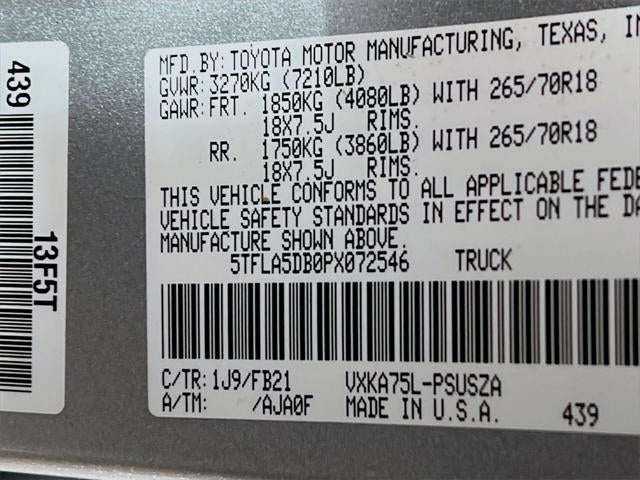 MFD. BY: TOYOTA MOTOR MANUFACTURING, TEXAS,
GVWR: 3270KG (7210LB)
GAWR: FRT. 1850KG (4080LB) WITH 265/70R18
18X7.5J RIMS.
RR. 1750KG (3860LB) WITH 265/70R18
18X7.5J RIMS.
THIS VEHICLE CONFORMS TO ALL APPLICABLE FEDE
VEHICLE SAFETY STANDARDS IN EFFECT ON THE DA
MANUFACTURE SHOWN ABOVE.
5TFLA5DB0PX072546 TRUCK
C/TR: 1J9/FB21 VXKA75L-PSUSZA
A/TM: /AJA0F MADE IN U.S.A. 439
439
13F5T